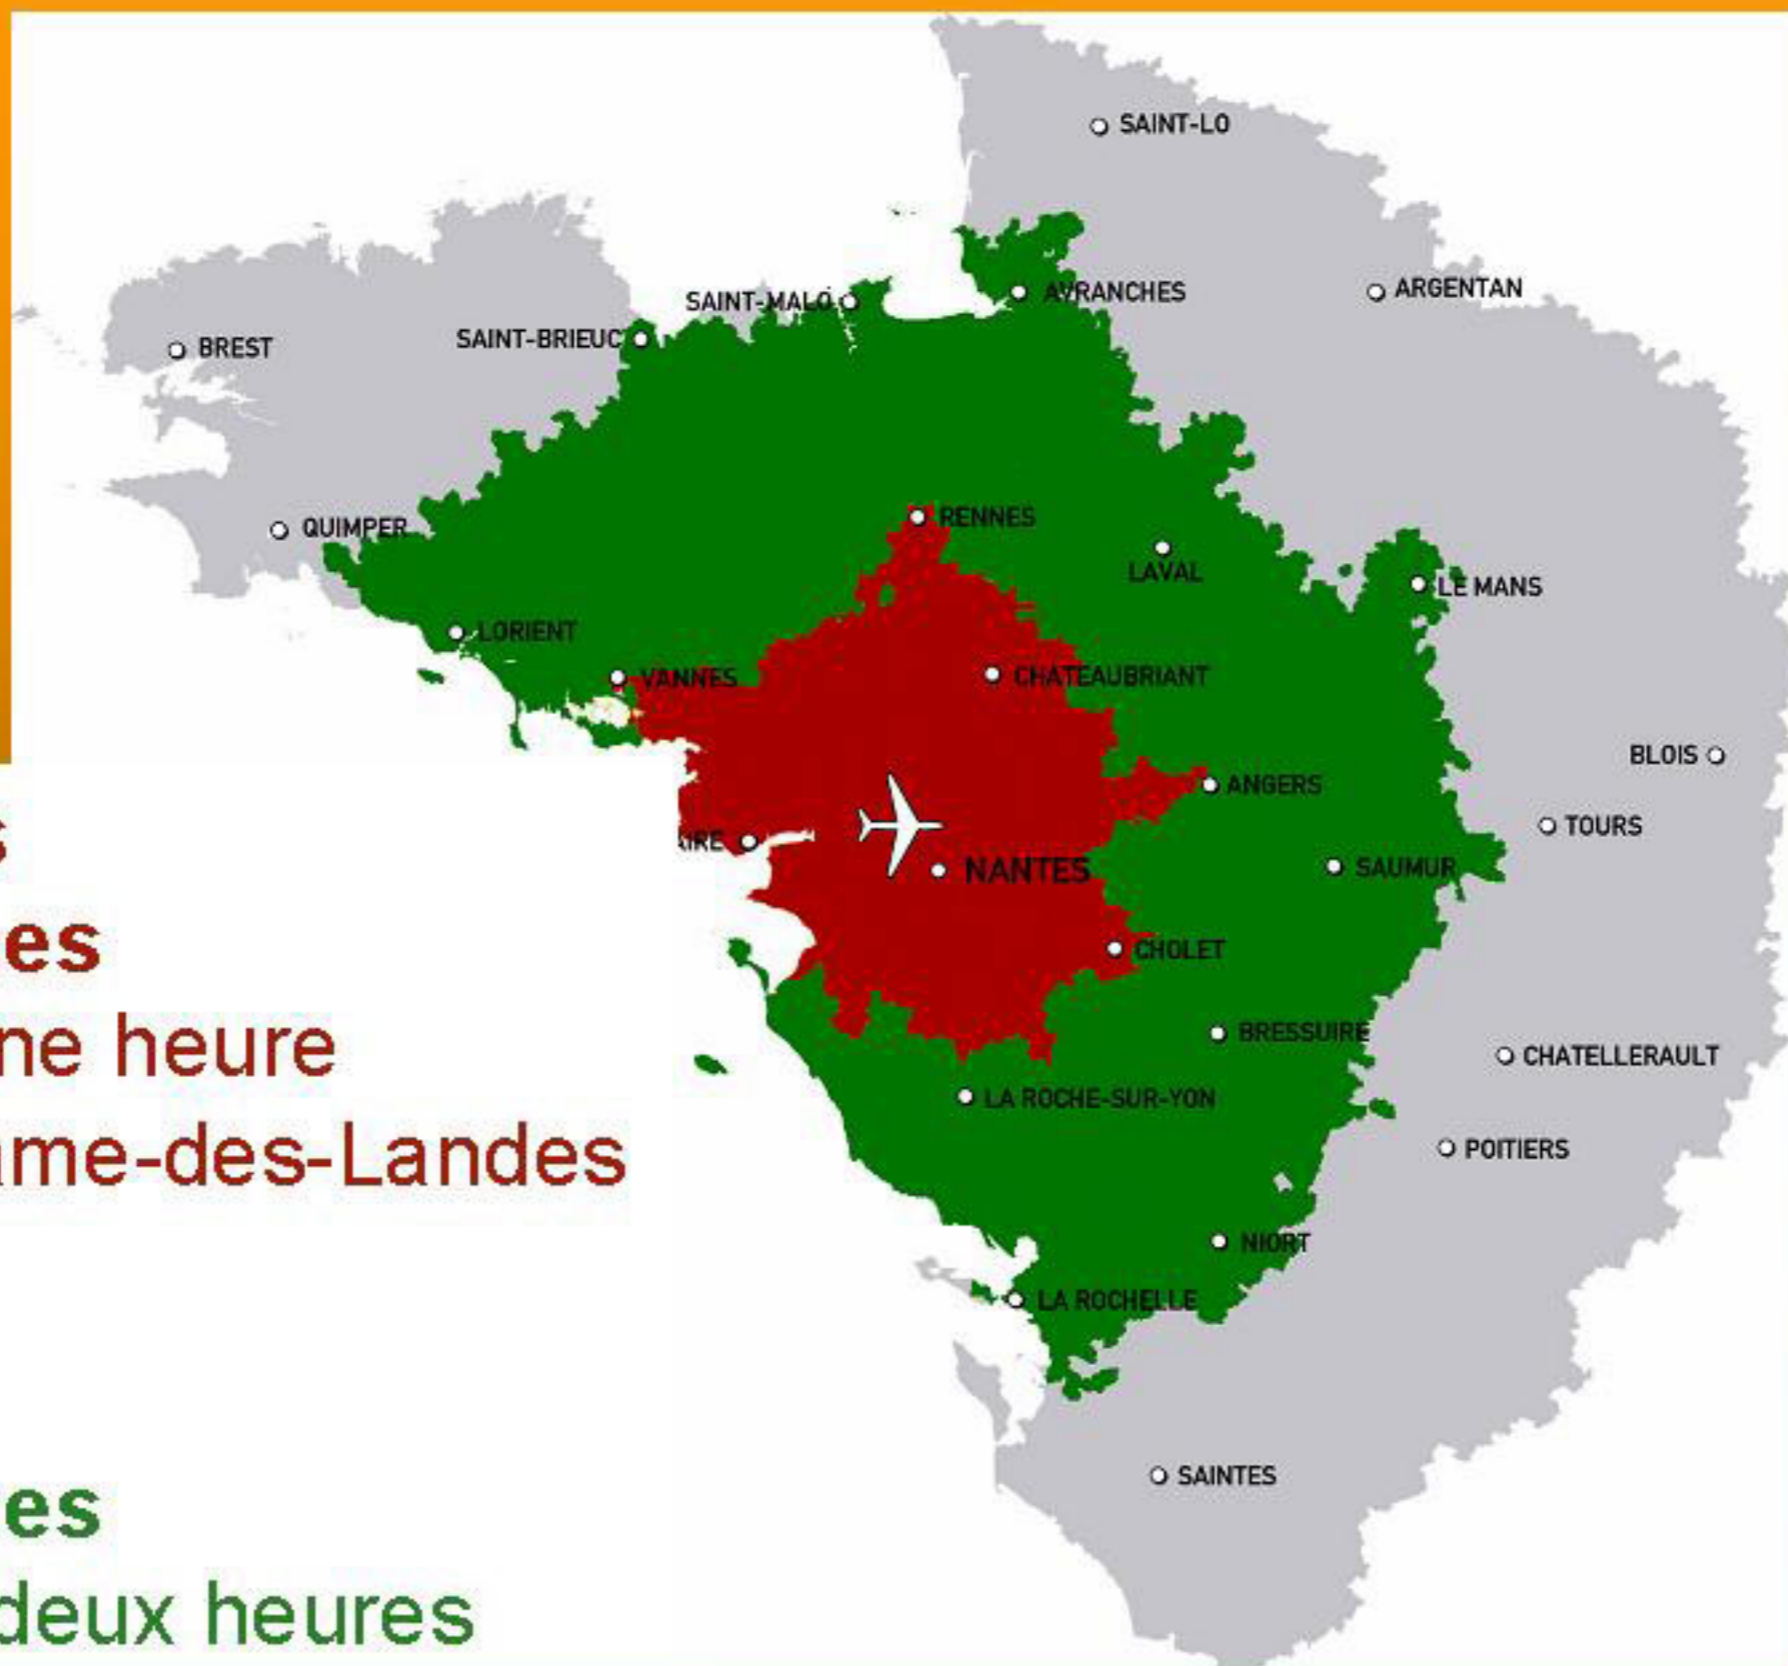 SAINT-LO
SAINT-MALO
AVRANCHES
ARGENTAN
BREST
SAINT-BRIEUC
QUIMPER
RENNES
LAVAL
LE MANS
LORIENT
VANNES
CHATEAUBRIANT
BLOIS
ANGERS
TOURS
AIRE
NANTES
SAUMUR
es
CHOLET
ne heure
BRESSUIRE
CHATELLERAULT
LA ROCHE-SUR-YON
ame-des-Landes
POITIERS
NIORT
LA ROCHELLE
SAINTES
es
deux heures